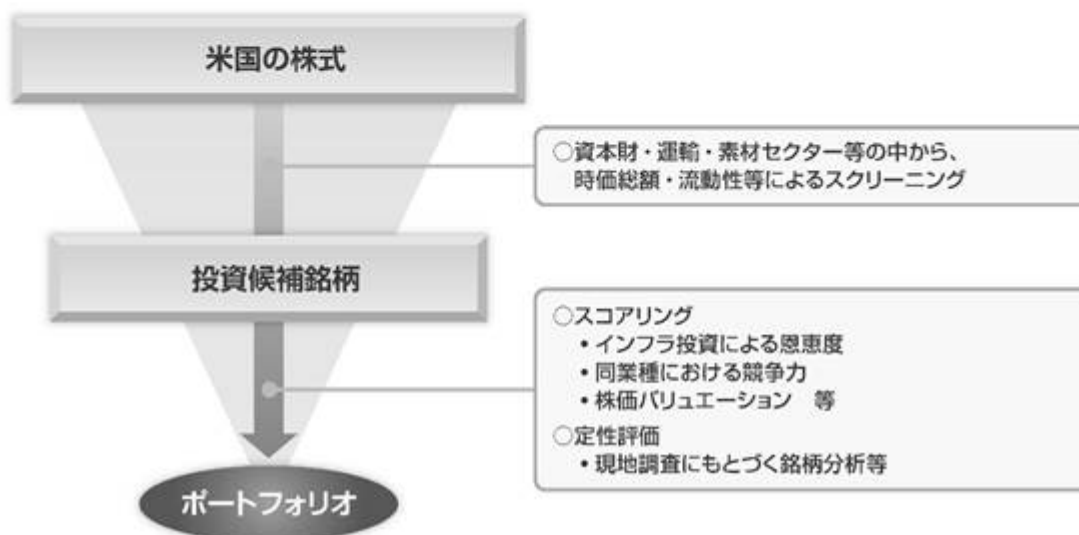 米国の株式
○資本財・運輸・素材セクター等の中から、
時価総額・流動性等によるスクリーニング
投資候補銘柄
○スコアリング
・インフラ投資による恩恵度
・同業種における競争力
・株価バリュエーション　等
○定性評価
・現地調査にもとづく銘柄分析等
ポートフォリオ